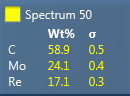 Spectrum 50
Wt% σ
C 58.9 0.5
Mo 24.1 0.4
Re 17.1 0.3